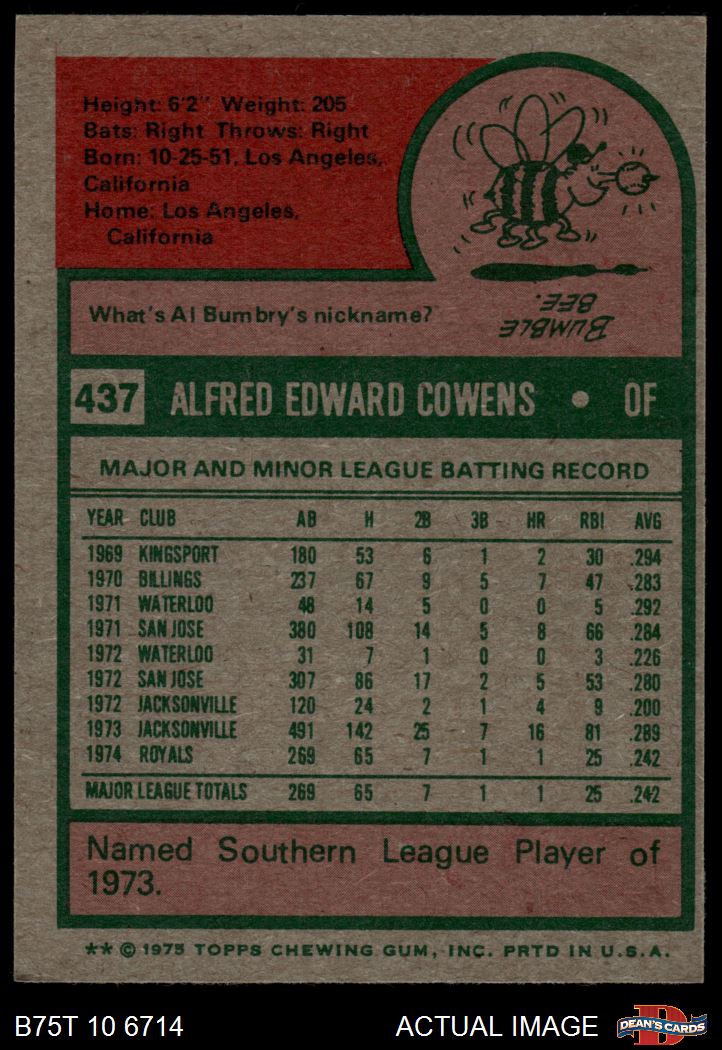 Height: 6'2" Weight: 205
Bats: Right Throws: Right
Born: 10-25-51, Los Angeles,
California
Home: Los Angeles,
California
What's Al Bumbry's nickname?
BUMBLE
BEE.
437 ALFRED EDWARD COWENS • OF
MAJOR AND MINOR LEAGUE BATTING RECORD
YEAR CLUB AB H 2B 3B HR RBI AVG
1969 KINGSPORT 180 53 6 1 2 30 .294
1970 BILLINGS 237 67 9 5 7 47 .283
1971 WATERLOO 48 14 5 0 0 5 .292
1971 SAN JOSE 380 108 14 5 8 66 .284
1972 WATERLOO 31 7 1 0 0 3 .226
1972 SAN JOSE 307 86 17 2 5 53 .280
1972 JACKSONVILLE 120 24 2 1 4 9 .200
1973 JACKSONVILLE 491 142 25 7 16 81 .289
1974 ROYALS 269 65 7 1 1 25 .242
MAJOR LEAGUE TOTALS 269 65 7 1 1 25 .242
Named Southern League Player of
1973.
** © 1975 TOPPS CHEWING GUM, INC. PRTD IN U.S.A.
B75T 10 6714 ACTUAL IMAGE
D
DEAN'S CARDS